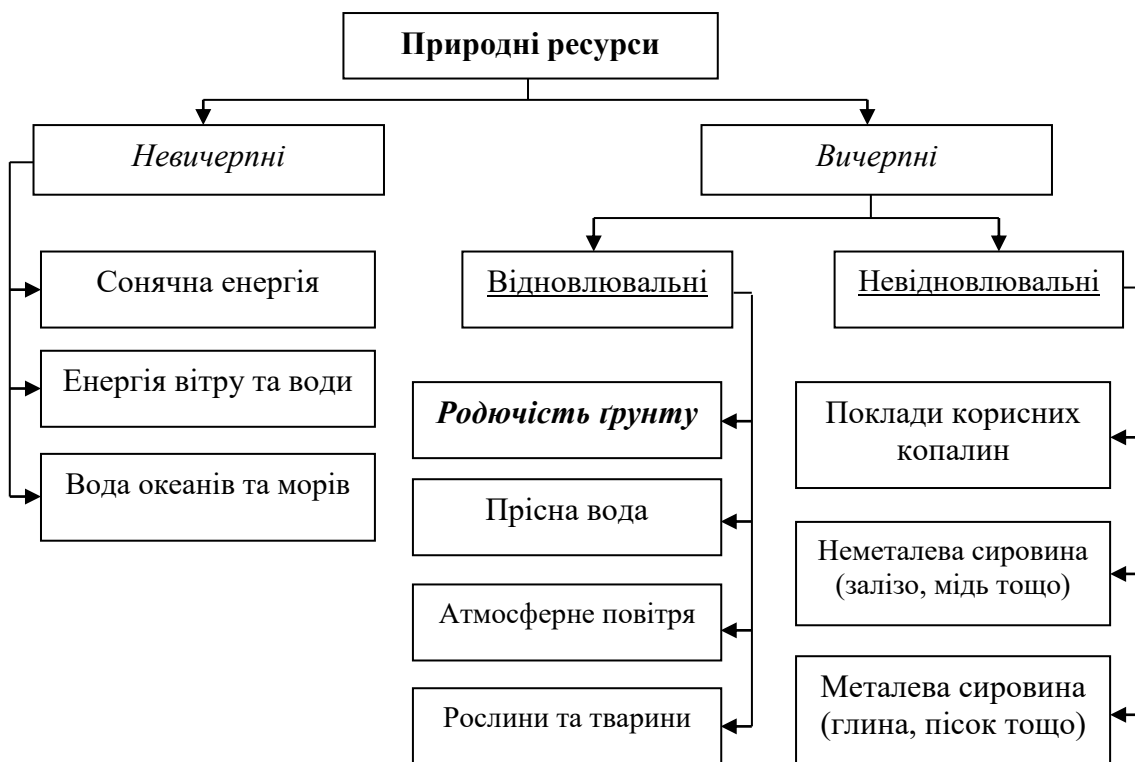 Природні ресурси
Невичерпні
Вичерпні
Сонячна енергія
Енергія вітру та води
Вода океанів та морів
Відновлювальні
Невідновлювальні
Родючість ґрунту
Прісна вода
Атмосферне повітря
Рослини та тварини
Поклади корисних
копалин
Неметалева сировина
(залізо, мідь тощо)
Металева сировина
(глина, пісок тощо)